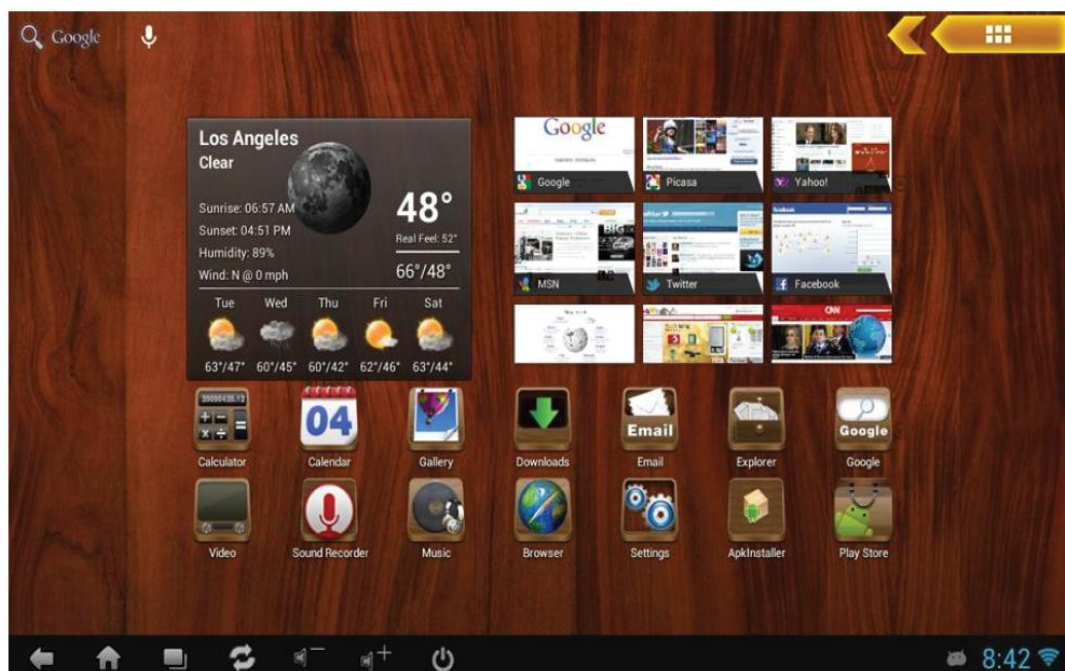 Google
Los Angeles
Clear
Sunrise: 06:57 AM
Sunset: 04:51 PM
Humidity: 89%
Wind: N @ 0 mph
48°
Real Feel: 52°
66°/48°
Tue Wed Thu Fri Sat
63°/47° 60°/45° 60°/42° 62°/46° 63°/44°
Google
Google Picasa Yahoo!
facebook
MSN Twitter Facebook
CNN
39080420.12
04
Email
Google
Calculator Calendar Gallery Downloads Email Explorer Google
Video Sound Recorder Music Browser Settings ApkInstaller Play Store
8:42